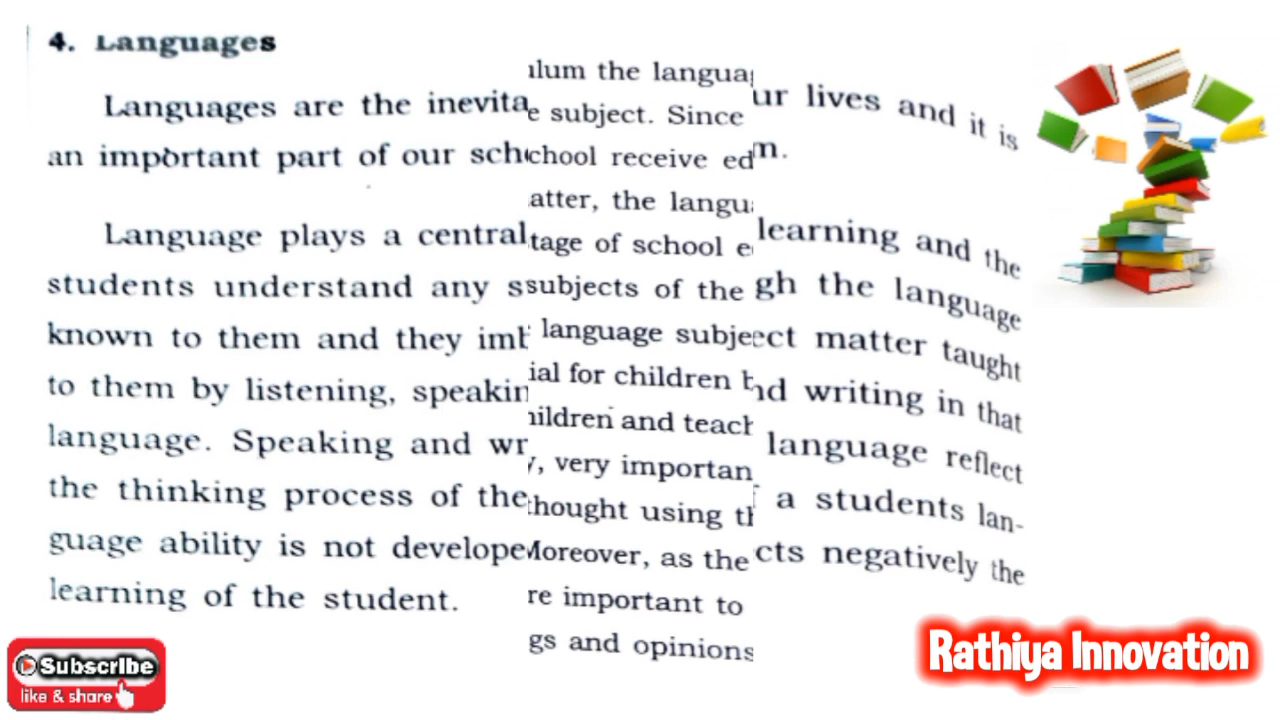 4. Languages
Languages are the inevita
an important part of our sch
Language plays a central
students understand any s
known to them and they
to them by listening, speakin
language. Speaking and wr
the thinking process of the
guage ability is not develope
learning of the student.
lum the langua
e subject. Since
chool receive ed
atter, the langu
tage of school e
subjects of the
language subje
ial for children
ildren and teach
, very importan
hought using
Moreover, as the
re important to
gs and opinions
ur lives and it is
m.
learning and the
gh the language
ect matter taught
nd writing in that
language reflect
a students lan-
cts negatively the
Subscribe
like & share
Rathiya Innovation